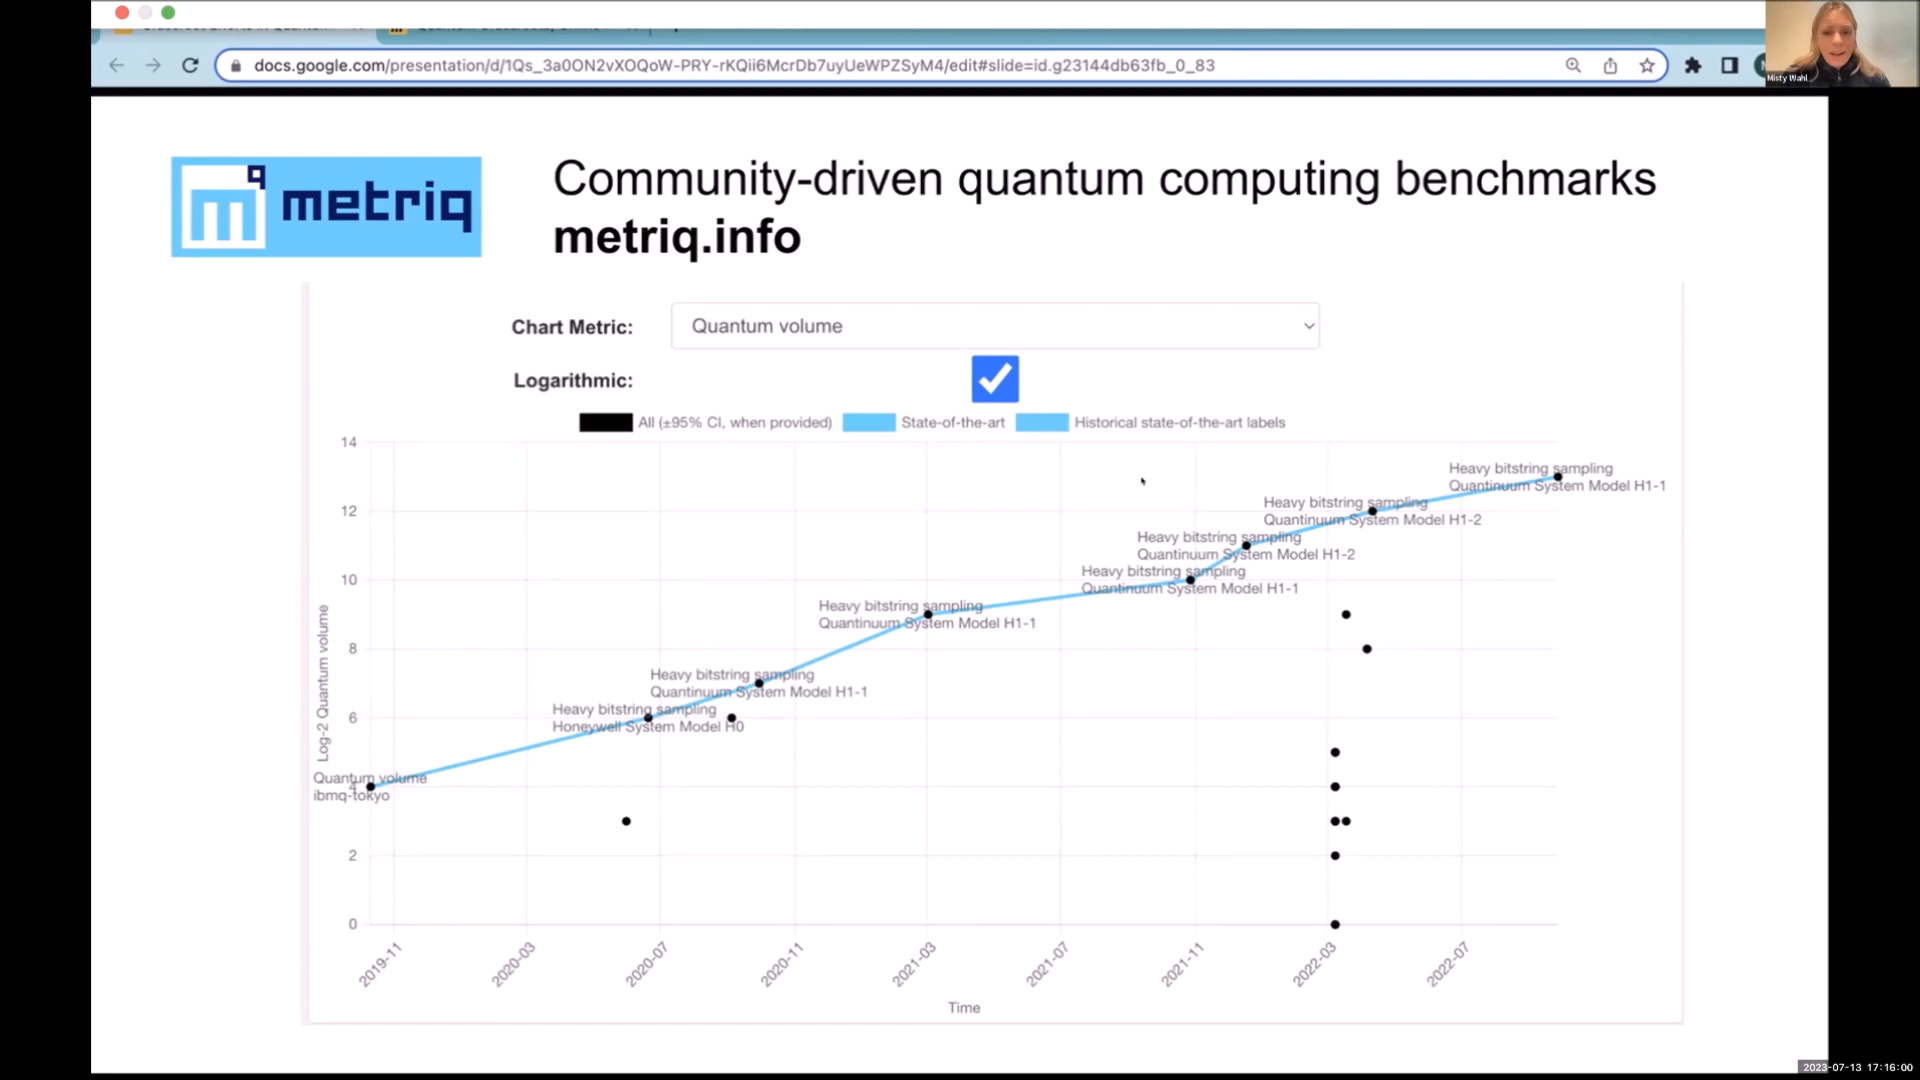 docs.google.com/presentation/d/1Qs_3a0ON2vXOQoW-PRY-rKQii6McrDb7uyUeWPZSyM4/edit#slide=id.g23144db63fb_0_83
Misty Wahl
metriq
Community-driven quantum computing benchmarks
metriq.info
Chart Metric:
Quantum volume
Logarithmic:
All (±95% CI, when provided)
State-of-the-art
Historical state-of-the-art labels
14
12
10
8
6
4
2
0
Log-2 Quantum volume
Heavy bitstring sampling
Quantinuum System Model H1-1
Heavy bitstring sampling
Quantinuum System Model H1-2
Heavy bitstring sampling
Quantinuum System Model H1-2
Heavy bitstring sampling
Quantinuum System Model H1-1
Heavy bitstring sampling
Quantinuum System Model H1-1
Heavy bitstring sampling
Quantinuum System Model H1-1
Heavy bitstring sampling
Honeywell System Model H0
Quantum volume
ibmq-tokyo
2019-11
2020-03
2020-07
2020-11
2021-03
2021-07
2021-11
2022-03
2022-07
Time
2023-07-13 17:16:00